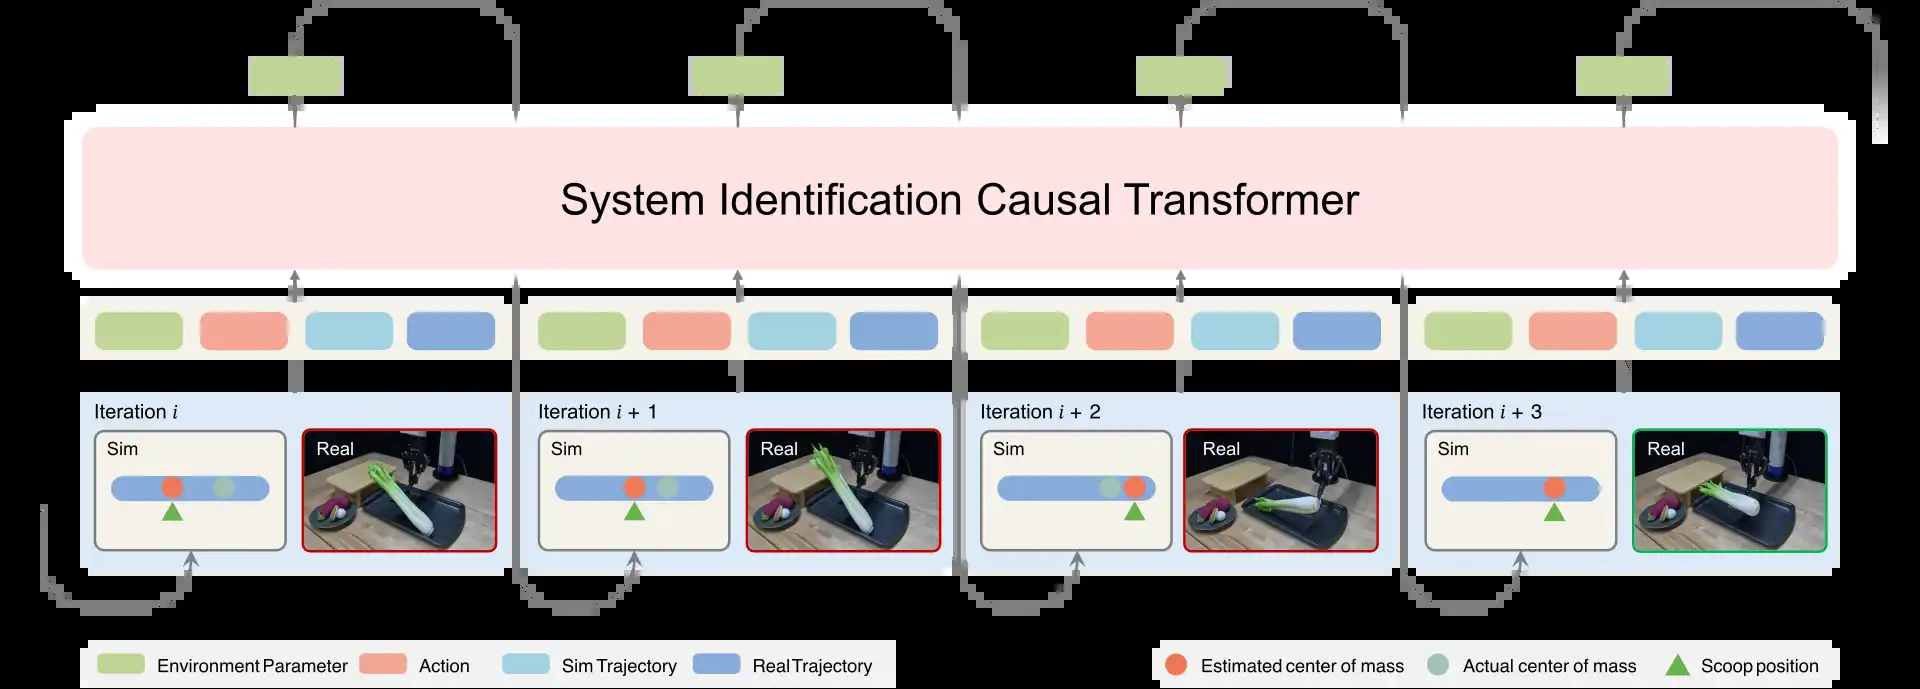 System Identification Causal Transformer
Iteration i
Iteration i + 1
Iteration i + 2
Iteration i + 3
Sim
Real
Sim
Real
Sim
Real
Sim
Real
Environment Parameter
Action
Sim Trajectory
Real Trajectory
Estimated center of mass
Actual center of mass
Scoop position